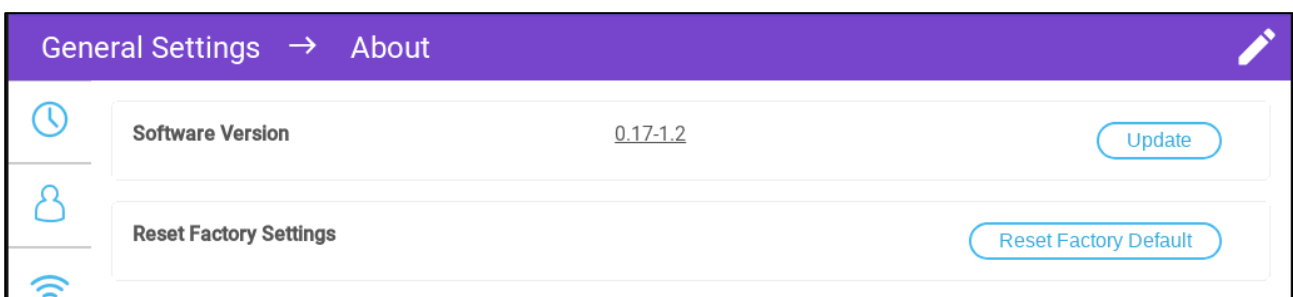 General Settings → About
Software Version 0.17-1.2 Update
Reset Factory Settings Reset Factory Default